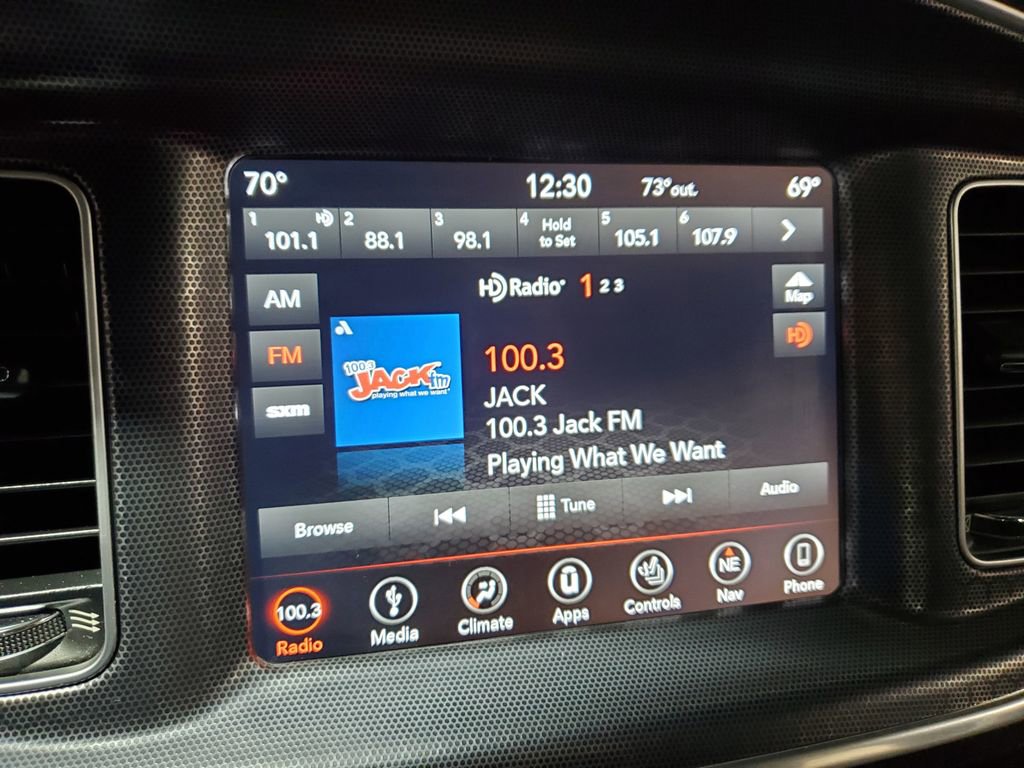 70° 12:30 73°out. 69°
1 101.1 HD 2 88.1 3 98.1 4 Hold to Set 5 105.1 6 107.9
HD Radio 1 2 3
Map
AM
FM
sxm
HD
100.3
JACK fm
playing what we want
100.3
JACK
100.3 Jack FM
Playing What We Want
Browse Tune Audio
100.3 NE
Radio Media Climate Apps Controls Nav Phone